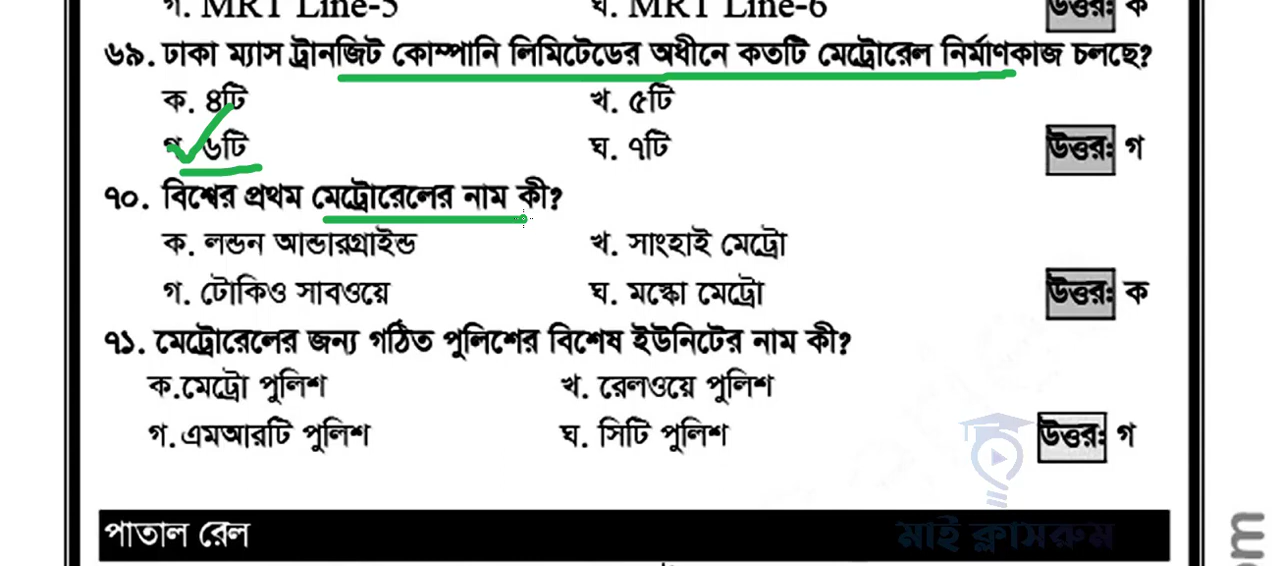 গ. MRT Line-5 ঘ. MRT Line-6 উত্তর: ক
৬৯. ঢাকা ম্যাস ট্রানজিট কোম্পানি লিমিটেডের অধীনে কতটি মেট্রোরেল নির্মাণকাজ চলছে?
ক. ৪টি খ. ৫টি
গ. ৬টি ঘ. ৭টি উত্তর: গ
৭০. বিশ্বের প্রথম মেট্রোরেলের নাম কী?
ক. লন্ডন আন্ডারগ্রাইন্ড খ. সাংহাই মেট্রো
গ. টোকিও সাবওয়ে ঘ. মস্কো মেট্রো উত্তর: ক
৭১. মেট্রোরেলের জন্য গঠিত পুলিশের বিশেষ ইউনিটের নাম কী?
ক.মেট্রো পুলিশ খ. রেলওয়ে পুলিশ
গ. এমআরটি পুলিশ ঘ. সিটি পুলিশ উত্তর: গ
পাতাল রেল মাই ক্লাসরুম